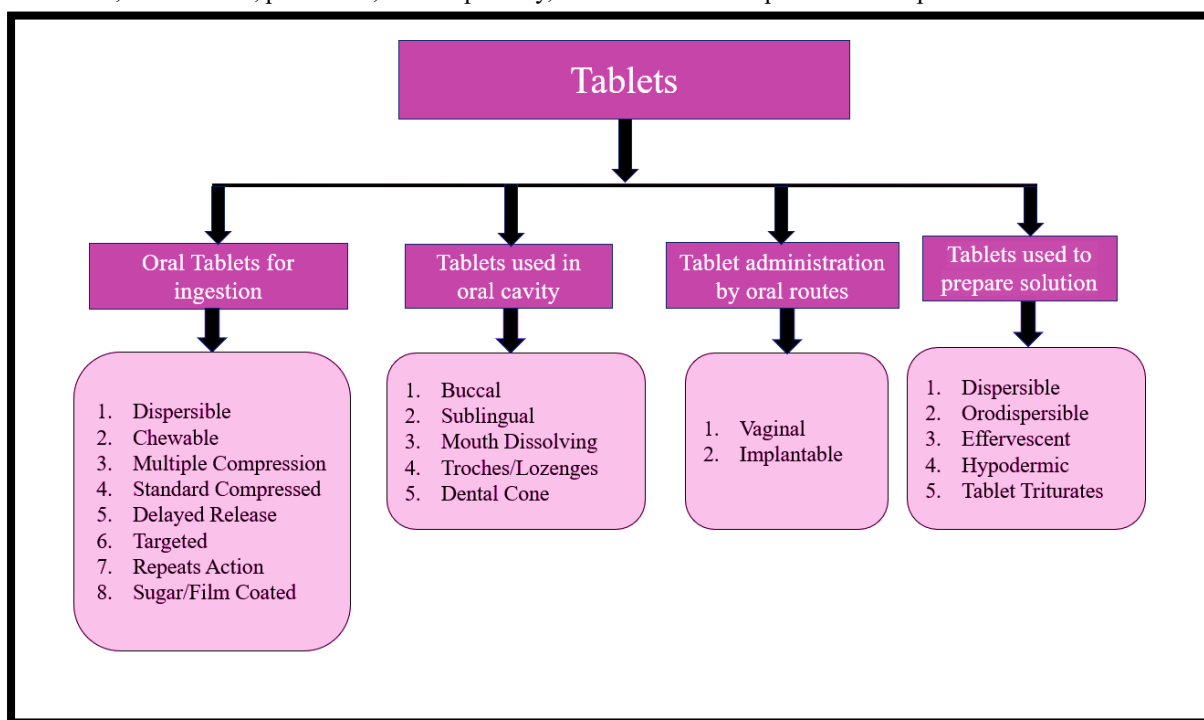 Tablets
Oral Tablets for
ingestion
Tablets used in
oral cavity
Tablet administration
by oral routes
Tablets used to
prepare solution
1. Dispersible
2. Chewable
3. Multiple Compression
4. Standard Compressed
5. Delayed Release
6. Targeted
7. Repeats Action
8. Sugar/Film Coated
1. Buccal
2. Sublingual
3. Mouth Dissolving
4. Troches/Lozenges
5. Dental Cone
1. Vaginal
2. Implantable
1. Dispersible
2. Orodispersible
3. Effervescent
4. Hypodermic
5. Tablet Triturates